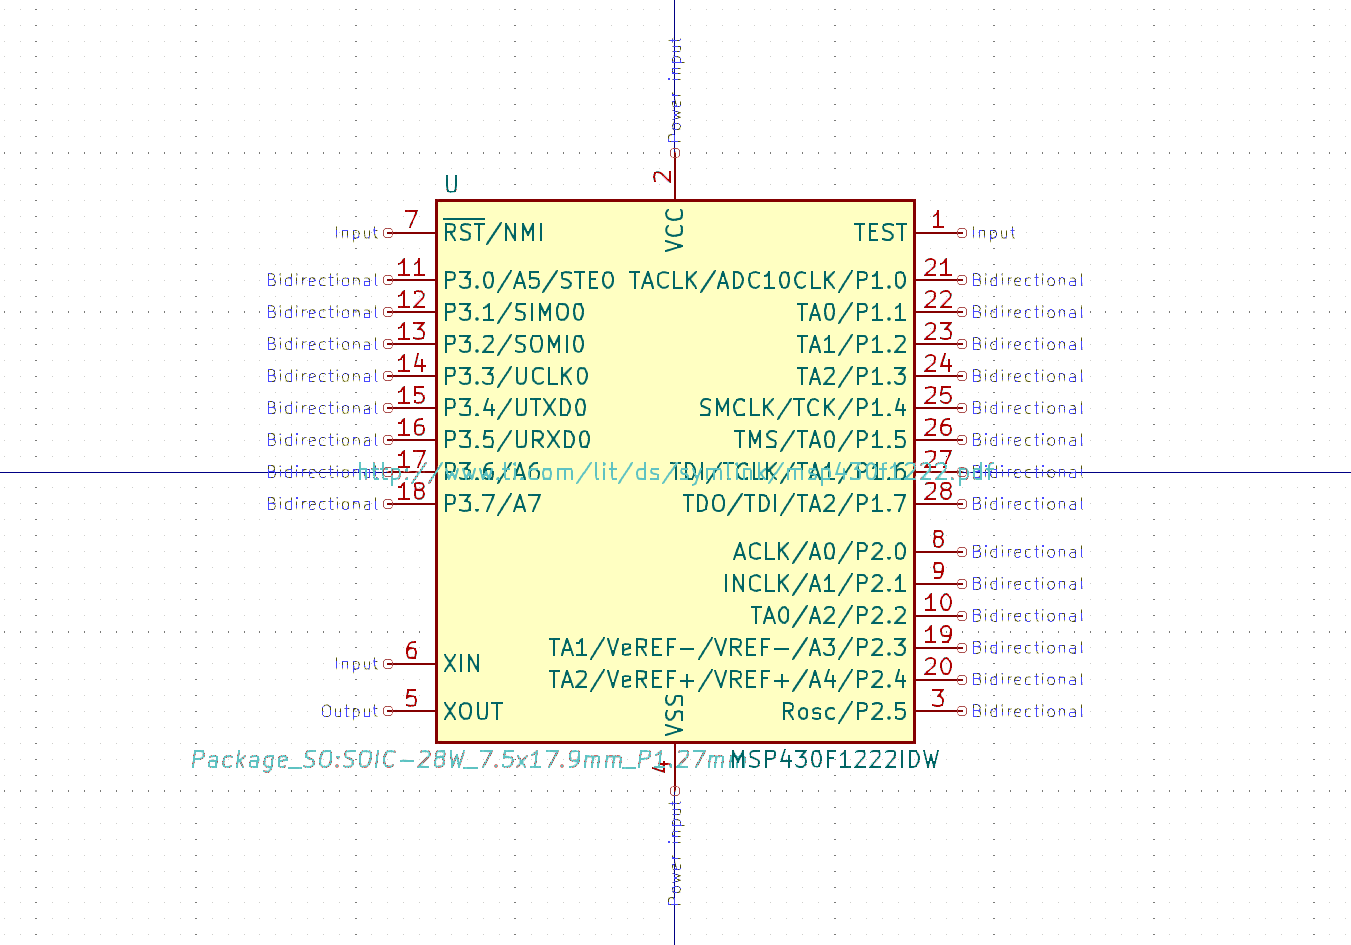 Power input
2
U
VCC
7
RST/NMI
Input
TEST
1
Input
Bidirectional 11 P3.0/A5/STE0 TACLK/ADC10CLK/P1.0 21 Bidirectional
Bidirectional 12 P3.1/SIMO0 TA0/P1.1 22 Bidirectional
Bidirectional 13 P3.2/SOMI0 TA1/P1.2 23 Bidirectional
Bidirectional 14 P3.3/UCLK0 TA2/P1.3 24 Bidirectional
Bidirectional 15 P3.4/UTXD0 SMCLK/TCK/P1.4 25 Bidirectional
Bidirectional 16 P3.5/URXD0 TMS/TA0/P1.5 26 Bidirectional
Bidirectional 17 P3.6/A6 TDI/TCLK/TA1/P1.6 27 Bidirectional
http://www.ti.com/lit/ds/symlink/msp430f1222.pdf
Bidirectional 18 P3.7/A7 TDO/TDI/TA2/P1.7 28 Bidirectional
ACLK/A0/P2.0 8 Bidirectional
INCLK/A1/P2.1 9 Bidirectional
TA0/A2/P2.2 10 Bidirectional
TA1/VeREF-/VREF-/A3/P2.3 19 Bidirectional
Input 6 XIN
TA2/VeREF+/VREF+/A4/P2.4 20 Bidirectional
Output 5 XOUT
VSS
Rosc/P2.5 3 Bidirectional
Package_SO:SOIC-28W_7.5x17.9mm_P1.27mm
MSP430F1222IDW
4
Power input